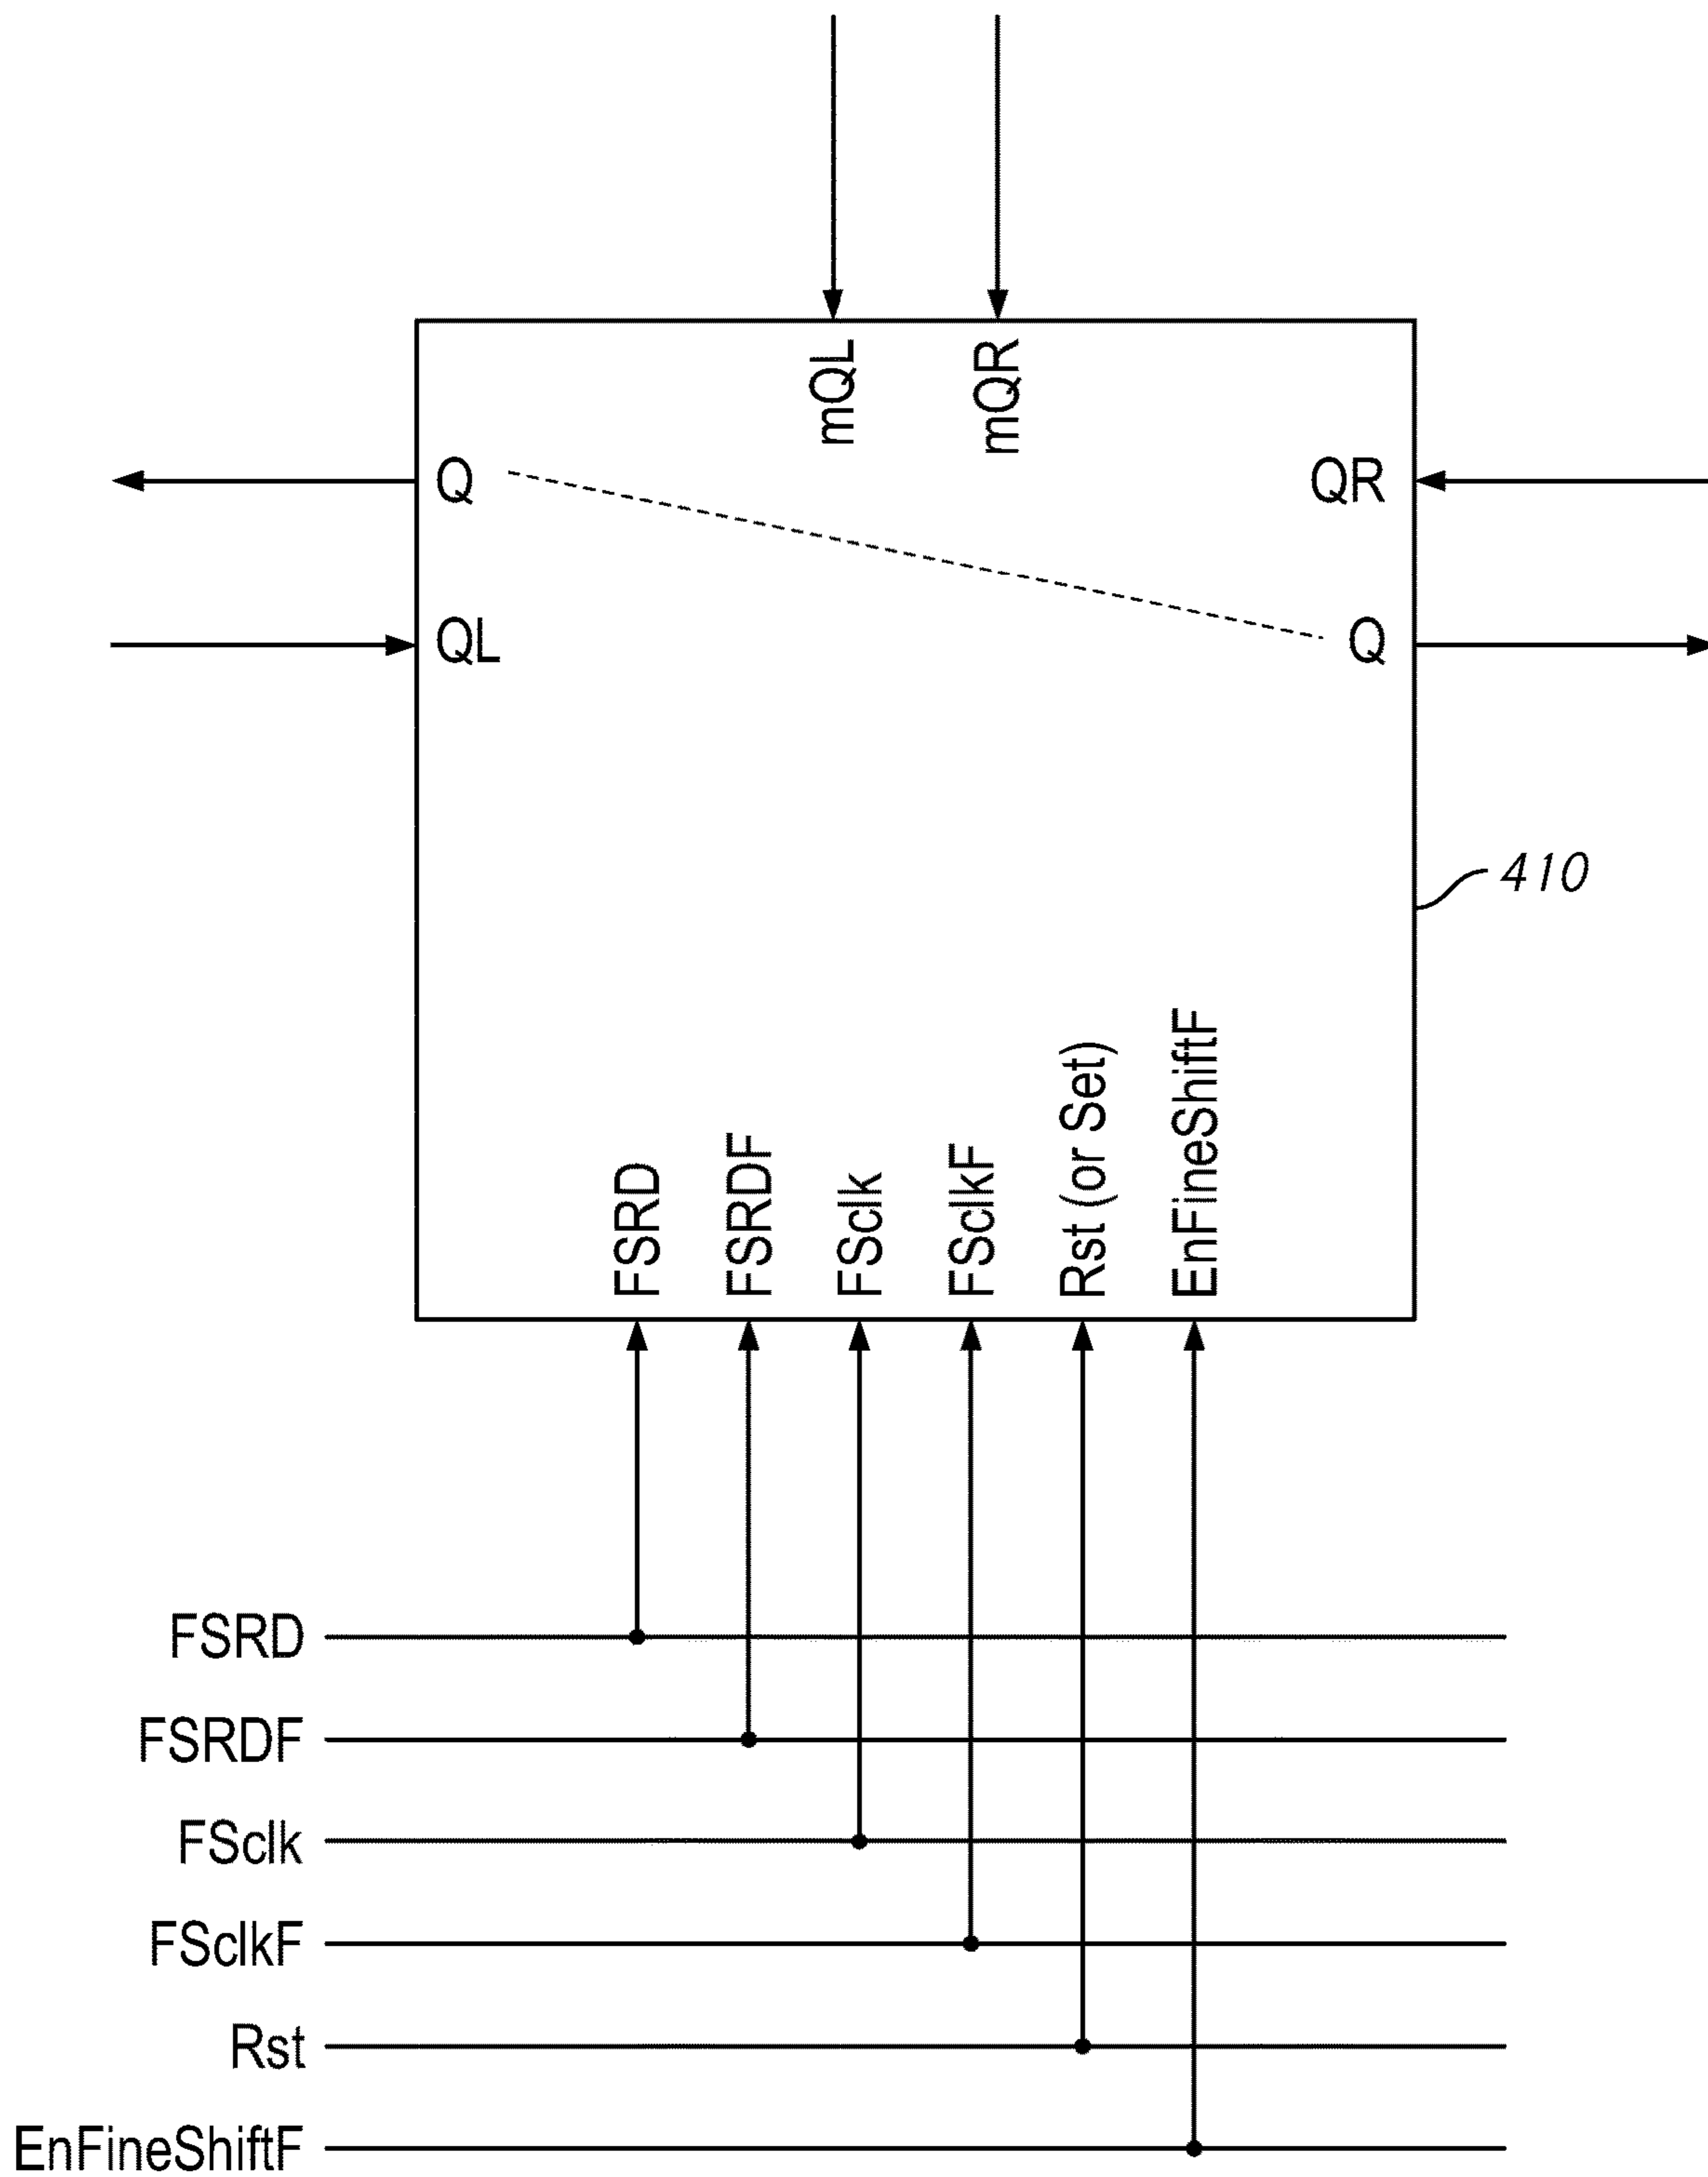 mQL
mQR
Q
QR
QL
Q
410
FSRD
FSRDF
FSclk
FSclkF
Rst (or Set)
EnFineShiftF
FSRD
FSRDF
FSclk
FSclkF
Rst
EnFineShiftF